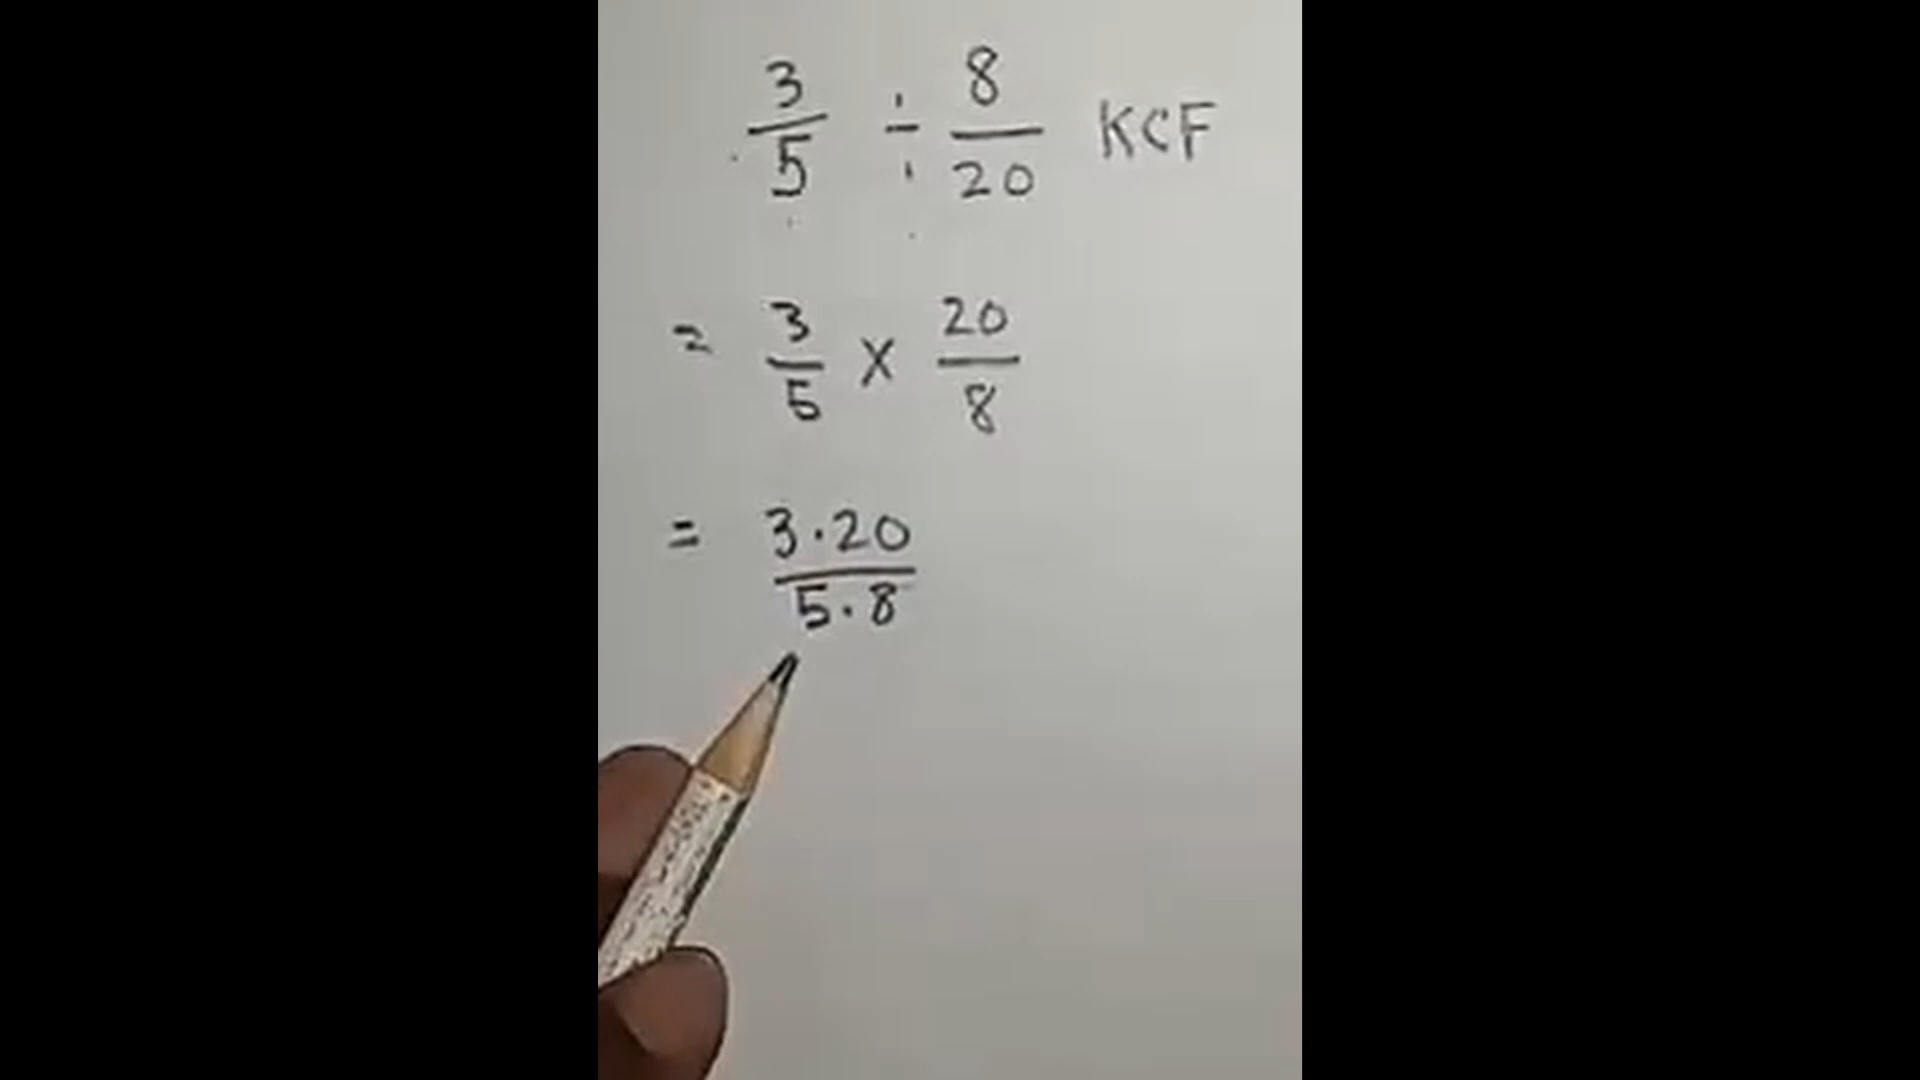 3/5 ÷ 8/20 KCF
= 3/5 x 20/8
= 3·20/5·8